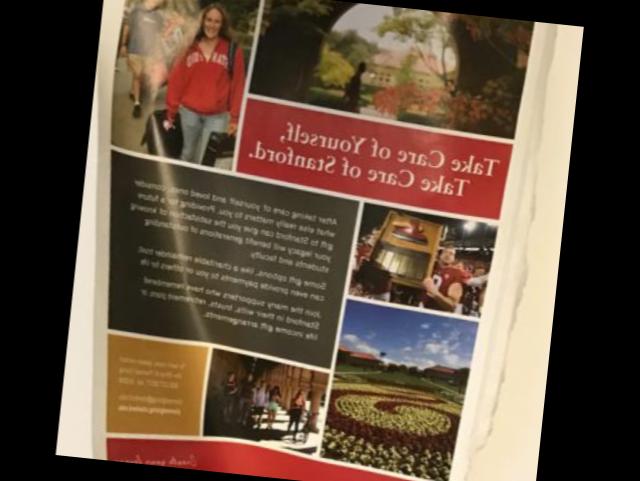 Take Care of Yourself,
Take Care of Stanford.
After taking care of yourself and loved ones, consider
what else really matters to you. Providing for a future
gift to Stanford can give you the satisfaction of knowing
your legacy will benefit generations of outstanding
students and faculty.
Some gift options, like a charitable remainder trust
can even provide payments to you or others for life
Join the many supporters who have remembered
Stanford in their wills, trusts, retirement plans, or
life income gift arrangements.